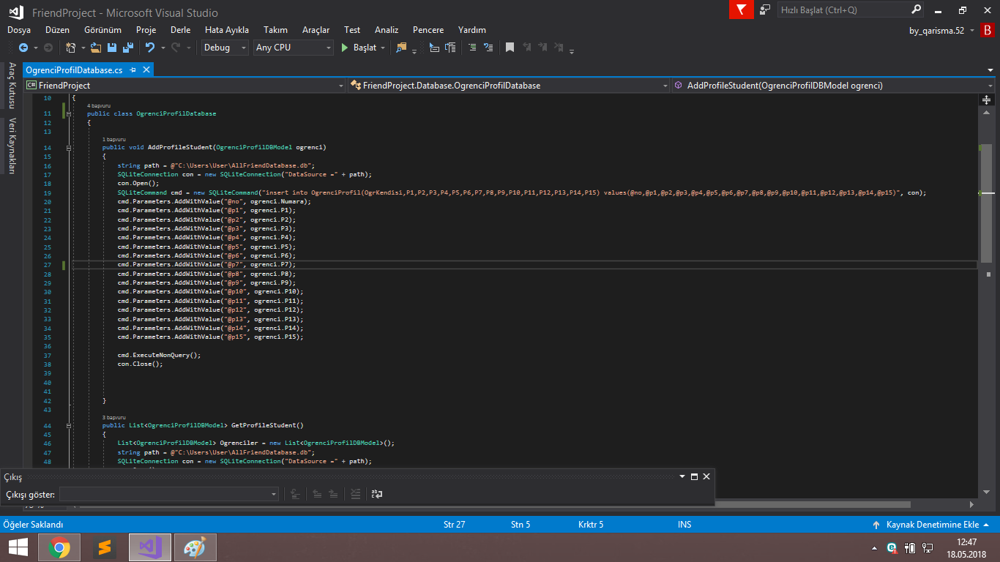 FriendProject - Microsoft Visual Studio
Hızlı Başlat (Ctrl+Q)
Dosya Düzen Görünüm Proje Derle Hata Ayıkla Takım Araçlar Test Analiz Pencere Yardım
by_qarisma.52 B
Debug Any CPU Başlat
Araç Kutusu
Veri Kaynakları
OgrenciProfilDatabase.cs
C# FriendProject FriendProject.Database.OgrenciProfilDatabase AddProfileStudent(OgrenciProfilDBModel ogrenci)
10 {
4 başvuru
11 public class OgrenciProfilDatabase
12 {
13
1 başvuru
14 public void AddProfileStudent(OgrenciProfilDBModel ogrenci)
15 {
16 string path = @"C:\Users\User\AllFriendDatabase.db";
17 SQLiteConnection con = new SQLiteConnection("DataSource =" + path);
18 con.Open();
19 SQLiteCommand cmd = new SQLiteCommand("insert into OgrenciProfil(OgrKendisi,P1,P2,P3,P4,P5,P6,P7,P8,P9,P10,P11,P12,P13,P14,P15) values(@no,@p1,@p2,@p3,@p4,@p5,@p6,@p7,@p8,@p9,@p10,@p11,@p12,@p13,@p14,@p15)", con);
20 cmd.Parameters.AddWithValue("@no", ogrenci.Numara);
21 cmd.Parameters.AddWithValue("@p1", ogrenci.P1);
22 cmd.Parameters.AddWithValue("@p2", ogrenci.P2);
23 cmd.Parameters.AddWithValue("@p3", ogrenci.P3);
24 cmd.Parameters.AddWithValue("@p4", ogrenci.P4);
25 cmd.Parameters.AddWithValue("@p5", ogrenci.P5);
26 cmd.Parameters.AddWithValue("@p6", ogrenci.P6);
27 cmd.Parameters.AddWithValue("@p7", ogrenci.P7);
28 cmd.Parameters.AddWithValue("@p8", ogrenci.P8);
29 cmd.Parameters.AddWithValue("@p9", ogrenci.P9);
30 cmd.Parameters.AddWithValue("@p10", ogrenci.P10);
31 cmd.Parameters.AddWithValue("@p11", ogrenci.P11);
32 cmd.Parameters.AddWithValue("@p12", ogrenci.P12);
33 cmd.Parameters.AddWithValue("@p13", ogrenci.P13);
34 cmd.Parameters.AddWithValue("@p14", ogrenci.P14);
35 cmd.Parameters.AddWithValue("@p15", ogrenci.P15);
36
37 cmd.ExecuteNonQuery();
38 con.Close();
39
40
41
42 }
43
3 başvuru
44 public List<OgrenciProfilDBModel> GetProfileStudent()
45 {
46 List<OgrenciProfilDBModel> Ogrenciler = new List<OgrenciProfilDBModel>();
47 string path = @"C:\Users\User\AllFriendDatabase.db";
48 SQLiteConnection con = new SQLiteConnection("DataSource =" + path);
Çıkış
Çıkışı göster:
Öğeler Saklandı Str 27 Stn 5 Krktr 5 INS Kaynak Denetimine Ekle
12:47
18.05.2018